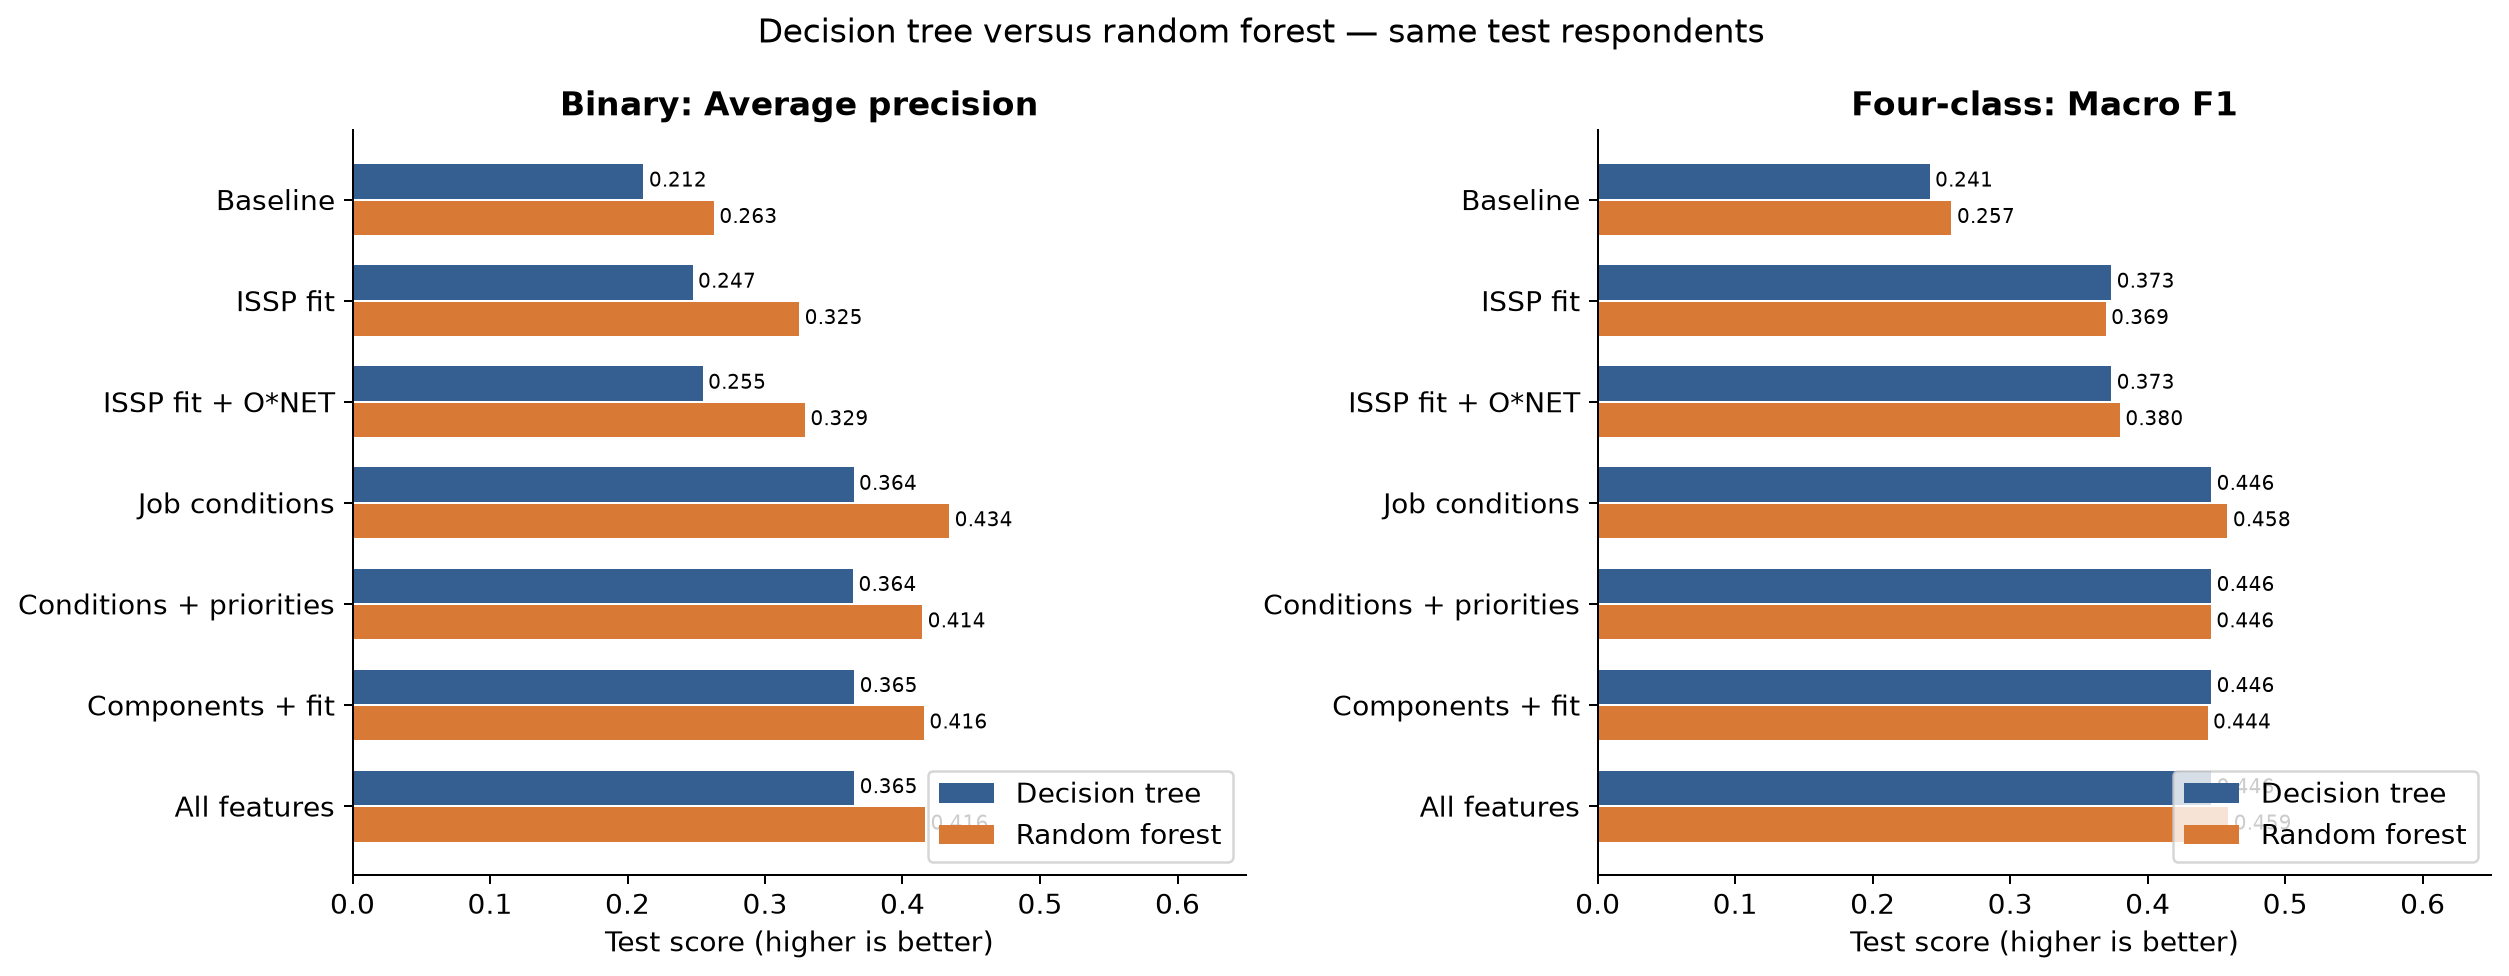 Decision tree versus random forest — same test respondents
Binary: Average precision
Baseline
0.212
0.263
ISSP fit
0.247
0.325
ISSP fit + O*NET
0.255
0.329
Job conditions
0.364
0.434
Conditions + priorities
0.364
0.414
Components + fit
0.365
0.416
All features
0.365
0.416
Decision tree
Random forest
0.0 0.1 0.2 0.3 0.4 0.5 0.6
Test score (higher is better)
Four-class: Macro F1
Baseline
0.241
0.257
ISSP fit
0.373
0.369
ISSP fit + O*NET
0.373
0.380
Job conditions
0.446
0.458
Conditions + priorities
0.446
0.446
Components + fit
0.446
0.444
All features
0.446
0.459
Decision tree
Random forest
0.0 0.1 0.2 0.3 0.4 0.5 0.6
Test score (higher is better)